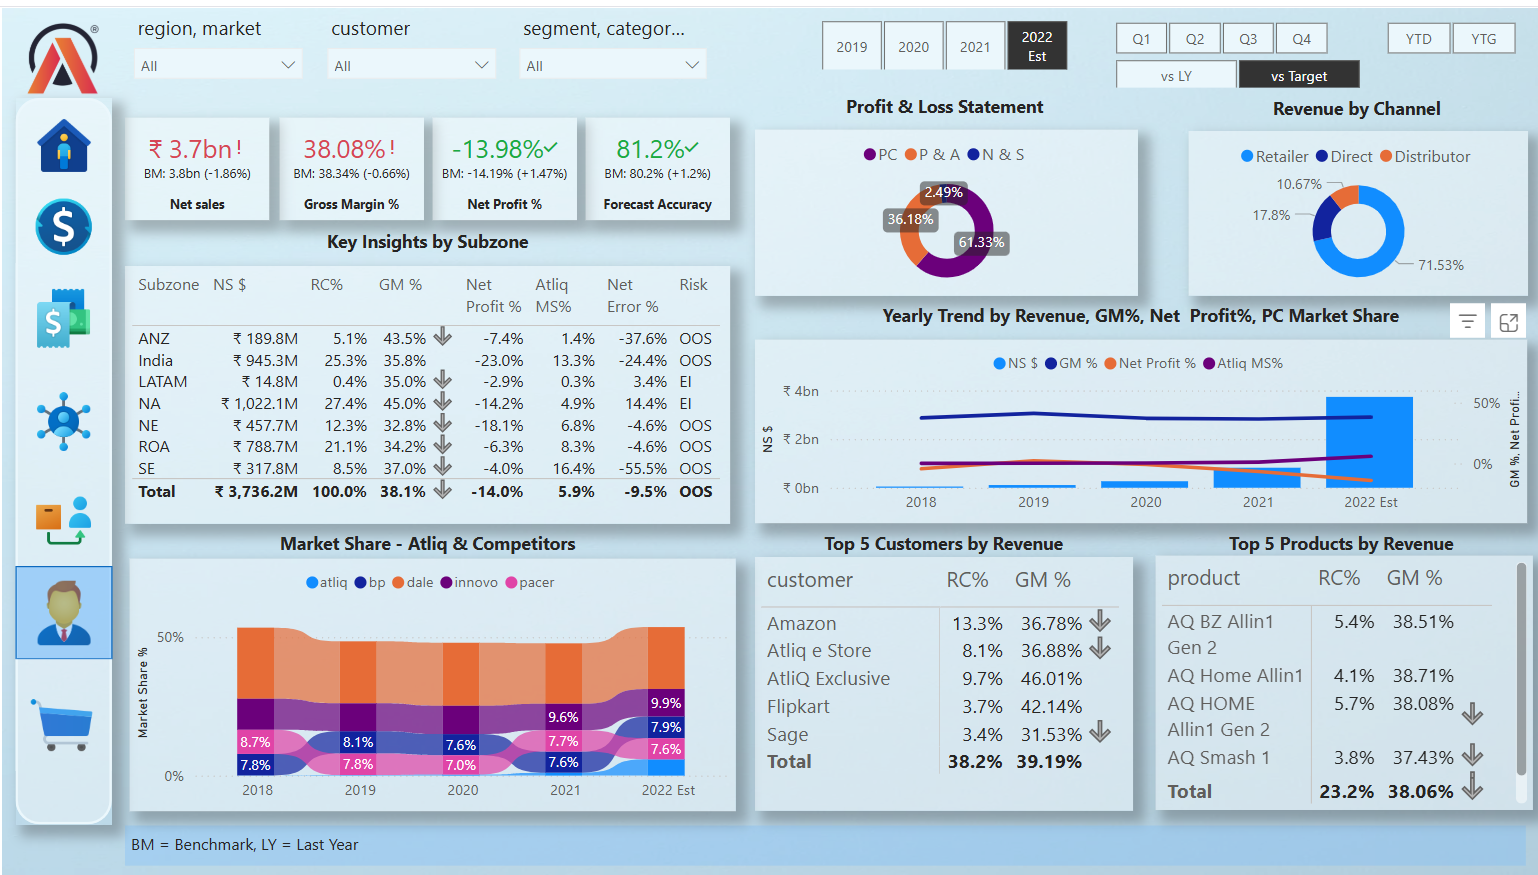 region, market
customer
segment, categor...
All
All
All
2019
2020
2021
2022
Est
Q1
Q2
Q3
Q4
YTD
YTG
vs LY
vs Target
®
₹ 3.7bn !
BM: 3.8bn (-1.86%)
Net sales
38.08% !
BM: 38.34% (-0.66%)
Gross Margin %
-13.98%
BM: -14.19% (+1.47%)
Net Profit %
81.2%
BM: 80.2% (+1.2%)
Forecast Accuracy
Profit & Loss Statement
PC P & A N & S
2.49%
36.18%
61.33%
Revenue by Channel
Retailer Direct Distributor
10.67%
17.8%
71.53%
Key Insights by Subzone
Subzone NS $ RC% GM % Net Profit % Atliq MS% Net Error % Risk
ANZ ₹ 189.8M 5.1% 43.5% -7.4% 1.4% -37.6% OOS
India ₹ 945.3M 25.3% 35.8% -23.0% 13.3% -24.4% OOS
LATAM ₹ 14.8M 0.4% 35.0% -2.9% 0.3% 3.4% EI
NA ₹ 1,022.1M 27.4% 45.0% -14.2% 4.9% 14.4% EI
NE ₹ 457.7M 12.3% 32.8% -18.1% 6.8% -4.6% OOS
ROA ₹ 788.7M 21.1% 34.2% -6.3% 8.3% -4.6% OOS
SE ₹ 317.8M 8.5% 37.0% -4.0% 16.4% -55.5% OOS
Total ₹ 3,736.2M 100.0% 38.1% -14.0% 5.9% -9.5% OOS
Yearly Trend by Revenue, GM%, Net Profit%, PC Market Share
NS $ GM % Net Profit % Atliq MS%
NS $
₹ 4bn
₹ 2bn
₹ 0bn
50%
0%
GM %, Net Profi...
2018 2019 2020 2021 2022 Est
Market Share - Atliq & Competitors
atliq bp dale innovo pacer
Market Share %
50%
0%
8.7%
7.8%
8.1%
7.8%
7.6%
7.0%
9.6%
7.7%
7.6%
9.9%
7.9%
7.6%
2018 2019 2020 2021 2022 Est
Top 5 Customers by Revenue
customer RC% GM %
Amazon 13.3% 36.78%
Atliq e Store 8.1% 36.88%
AtliQ Exclusive 9.7% 46.01%
Flipkart 3.7% 42.14%
Sage 3.4% 31.53%
Total 38.2% 39.19%
Top 5 Products by Revenue
product RC% GM %
AQ BZ Allin1 5.4% 38.51%
Gen 2
AQ Home Allin1 4.1% 38.71%
AQ HOME 5.7% 38.08%
Allin1 Gen 2
AQ Smash 1 3.8% 37.43%
Total 23.2% 38.06%
BM = Benchmark, LY = Last Year